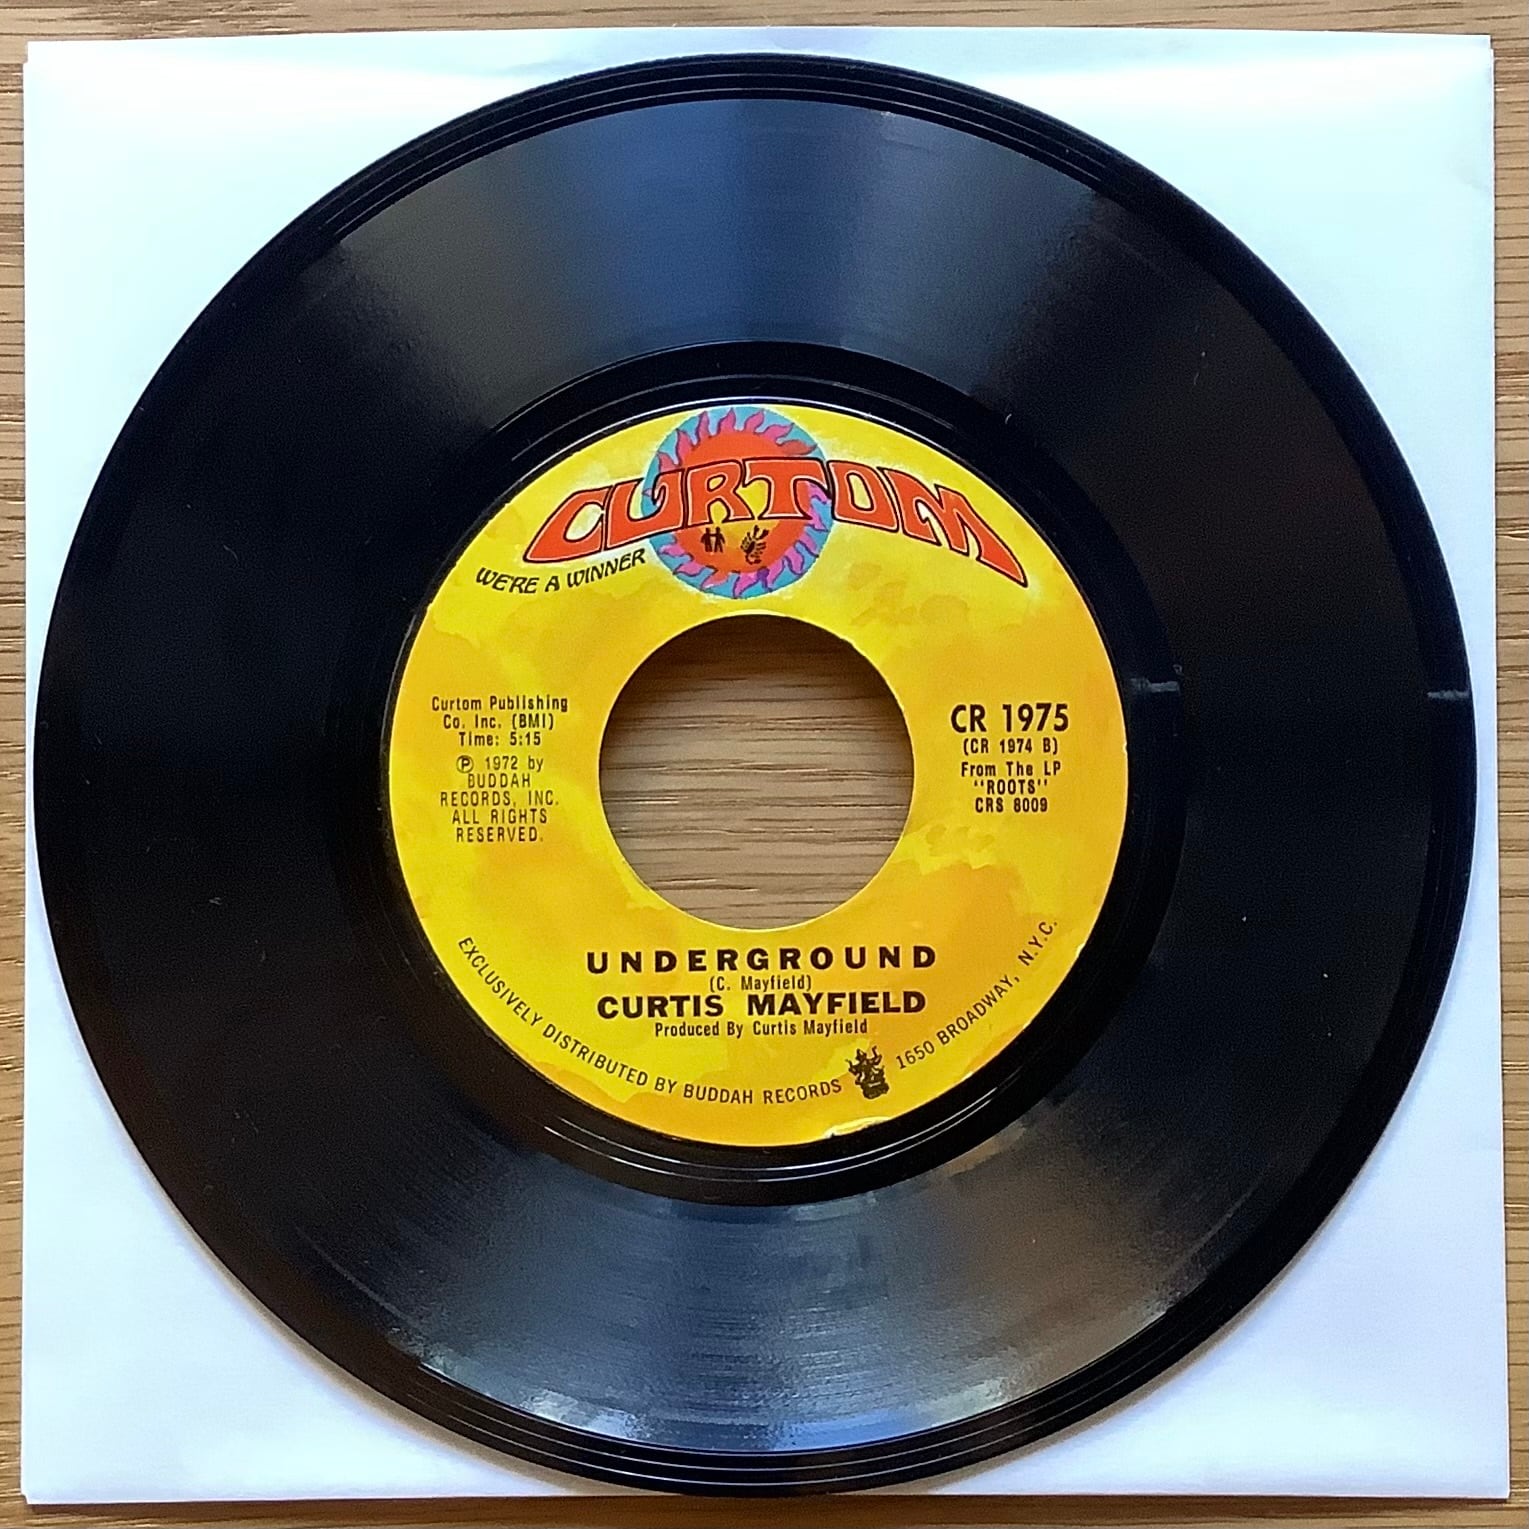 CURTOM
WE'RE A WINNER
Curtom Publishing
Co. Inc. (BMI)
Time: 5:15
℗ 1972 by
BUDDAH
RECORDS, INC.
ALL RIGHTS
RESERVED.
CR 1975
(CR 1974 B)
From The LP
"ROOTS"
CRS 8009
UNDERGROUND
(C. Mayfield)
CURTIS MAYFIELD
Produced By Curtis Mayfield
EXCLUSIVELY DISTRIBUTED BY BUDDAH RECORDS 1650 BROADWAY, N.Y.C.